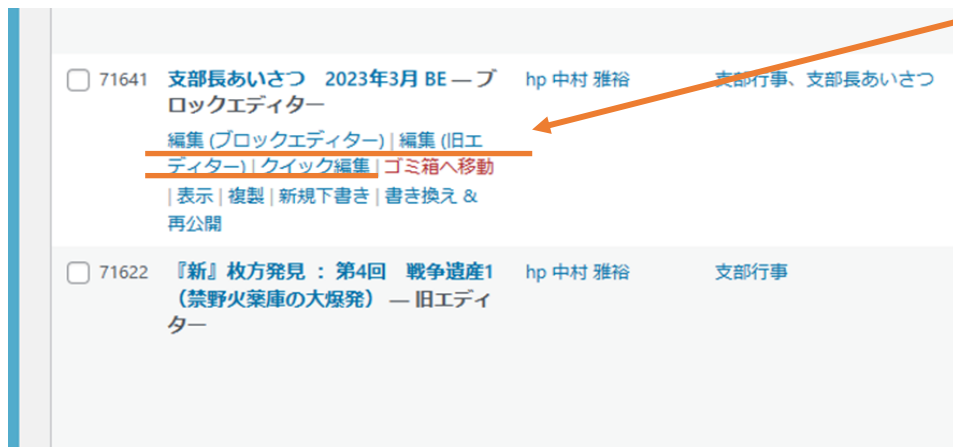 71641 支部長あいさつ　2023年3月 BE — ブ hp 中村 雅裕 支部行事、支部長あいさつ
ロックエディター
編集 (ブロックエディター) | 編集 (旧エ
ディター) | クイック編集 | ゴミ箱へ移動
| 表示 | 複製 | 新規下書き | 書き換え &
再公開
71622 『新』枚方発見 ： 第4回　戦争遺産1 hp 中村 雅裕 支部行事
（禁野火薬庫の大爆発） — 旧エディ
ター